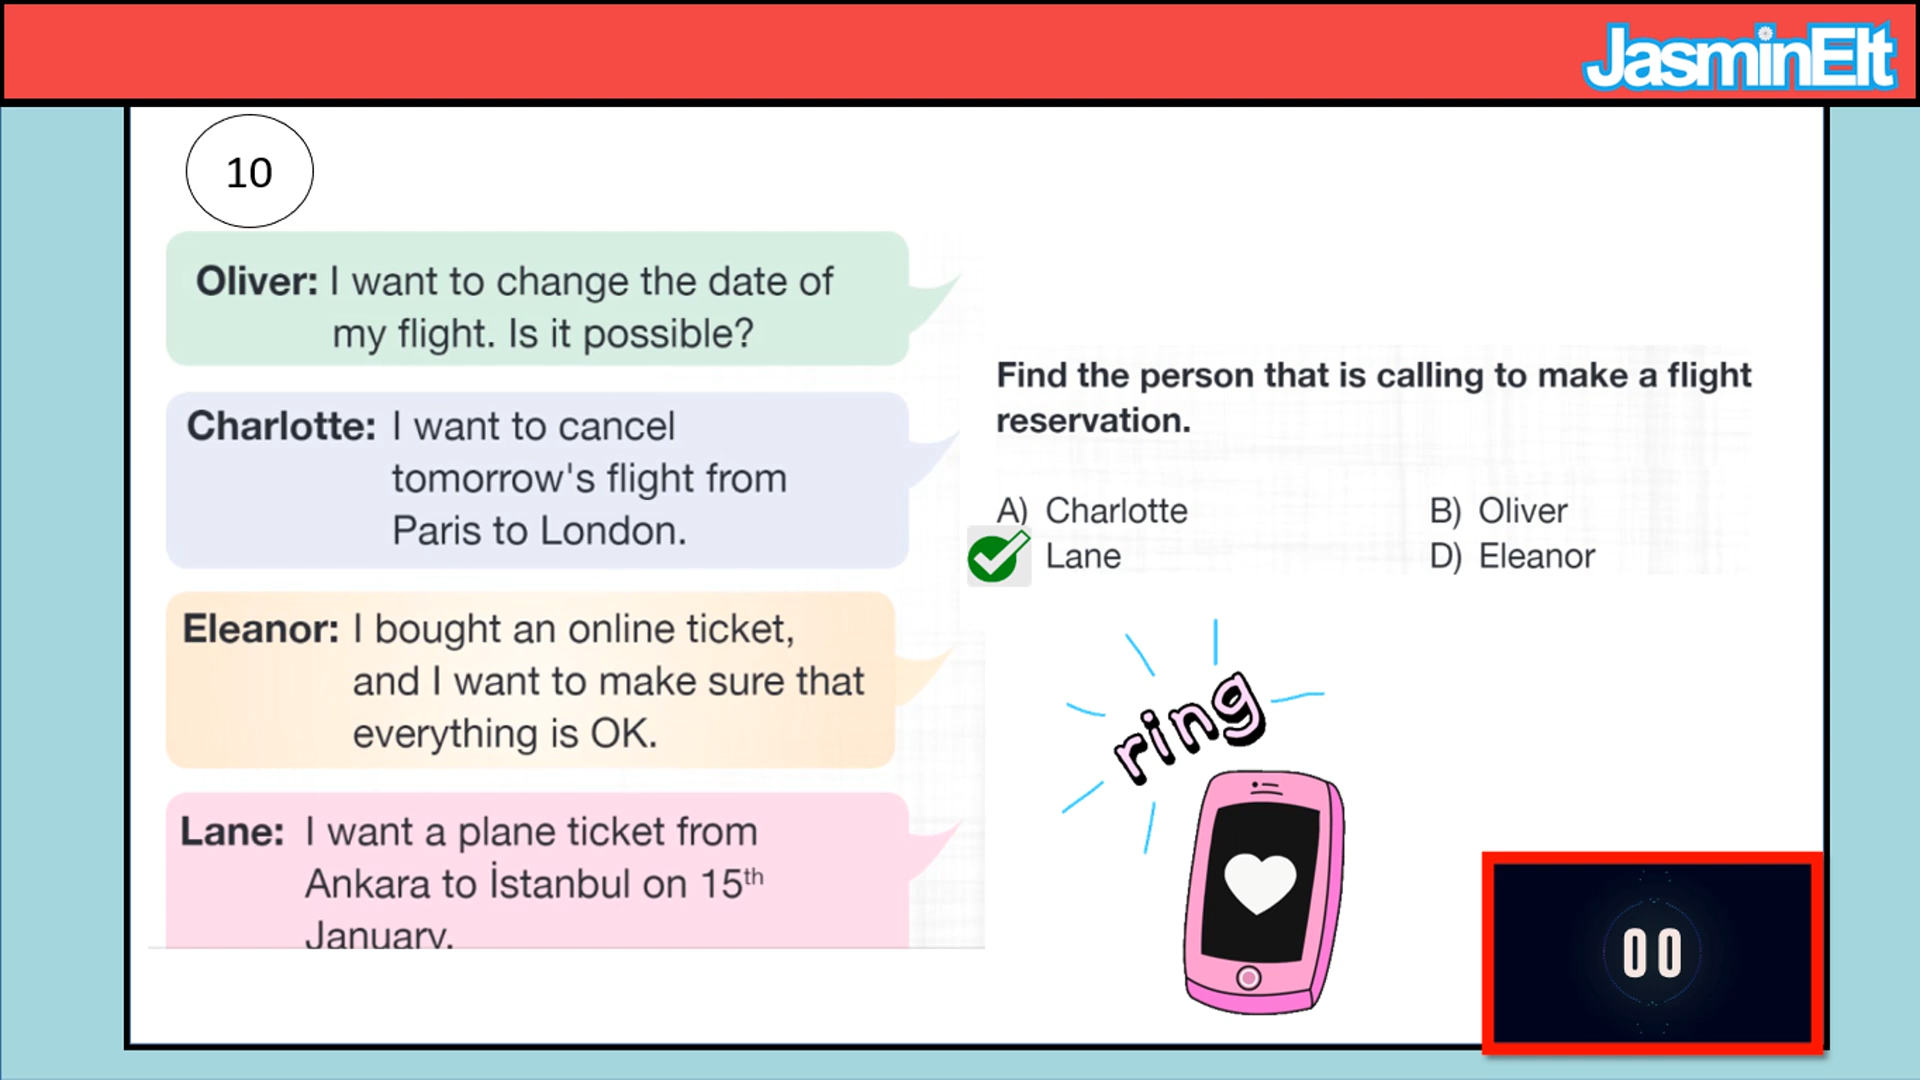 JasminElt
10
Oliver: I want to change the date of
my flight. Is it possible?
Charlotte: I want to cancel
tomorrow's flight from
Paris to London.
Eleanor: I bought an online ticket,
and I want to make sure that
everything is OK.
Lane: I want a plane ticket from
Ankara to İstanbul on 15th
January.
Find the person that is calling to make a flight
reservation.
A) Charlotte
B) Oliver
Lane
D) Eleanor
ring
00